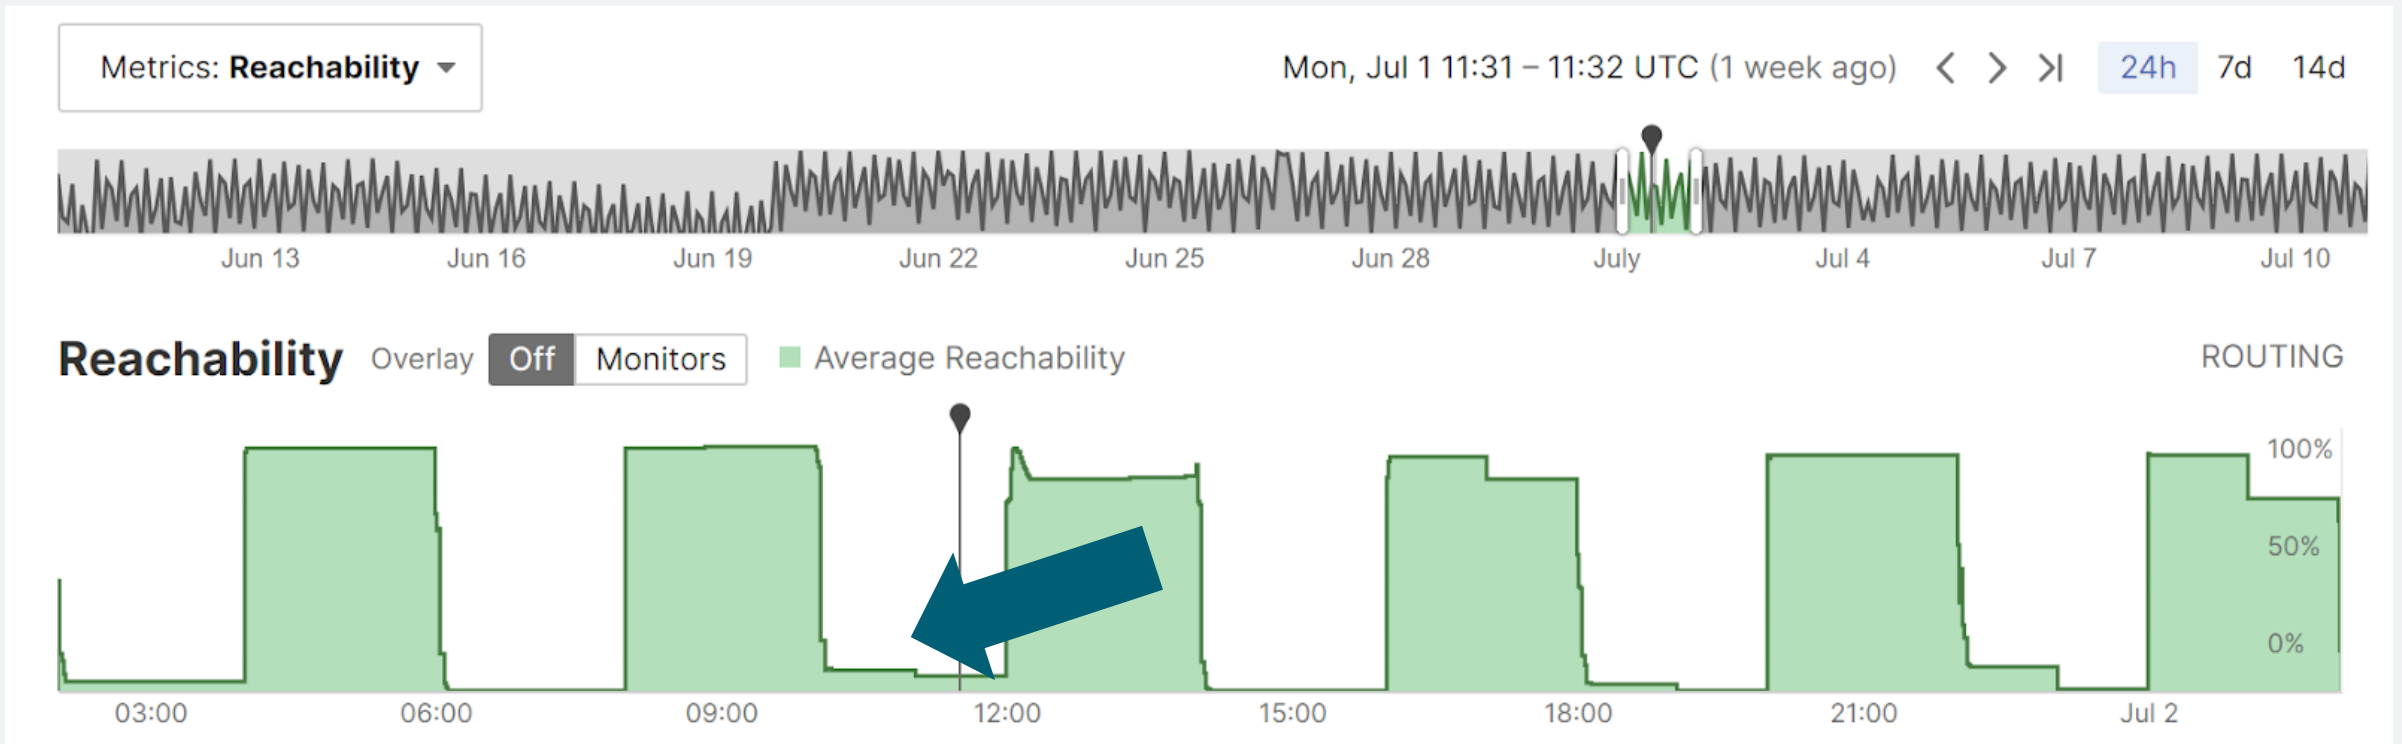 Metrics: Reachability
Mon, Jul 1 11:31 – 11:32 UTC (1 week ago)
24h 7d 14d
Jun 13 Jun 16 Jun 19 Jun 22 Jun 25 Jun 28 July Jul 4 Jul 7 Jul 10
Reachability Overlay Off Monitors Average Reachability ROUTING
100%
50%
0%
03:00 06:00 09:00 12:00 15:00 18:00 21:00 Jul 2